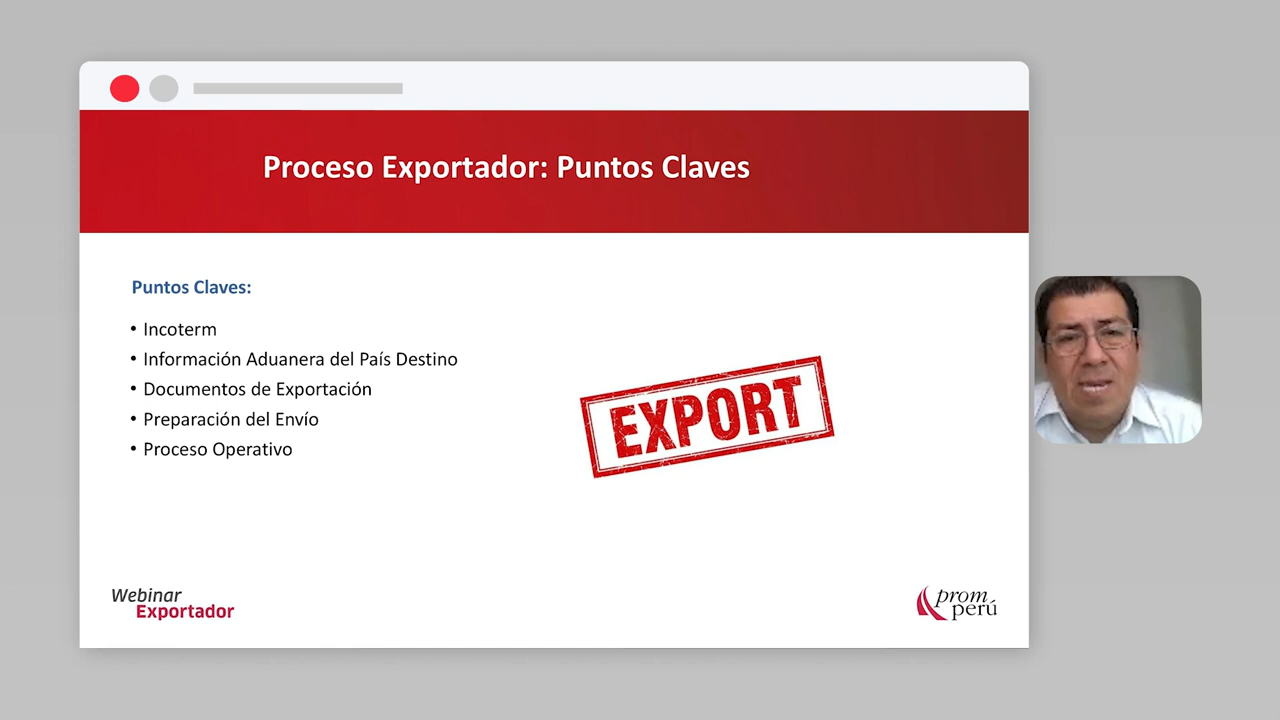 Proceso Exportador: Puntos Claves
Puntos Claves:
• Incoterm
• Información Aduanera del País Destino
• Documentos de Exportación
• Preparación del Envío
• Proceso Operativo
EXPORT
Webinar
Exportador
prom
perú